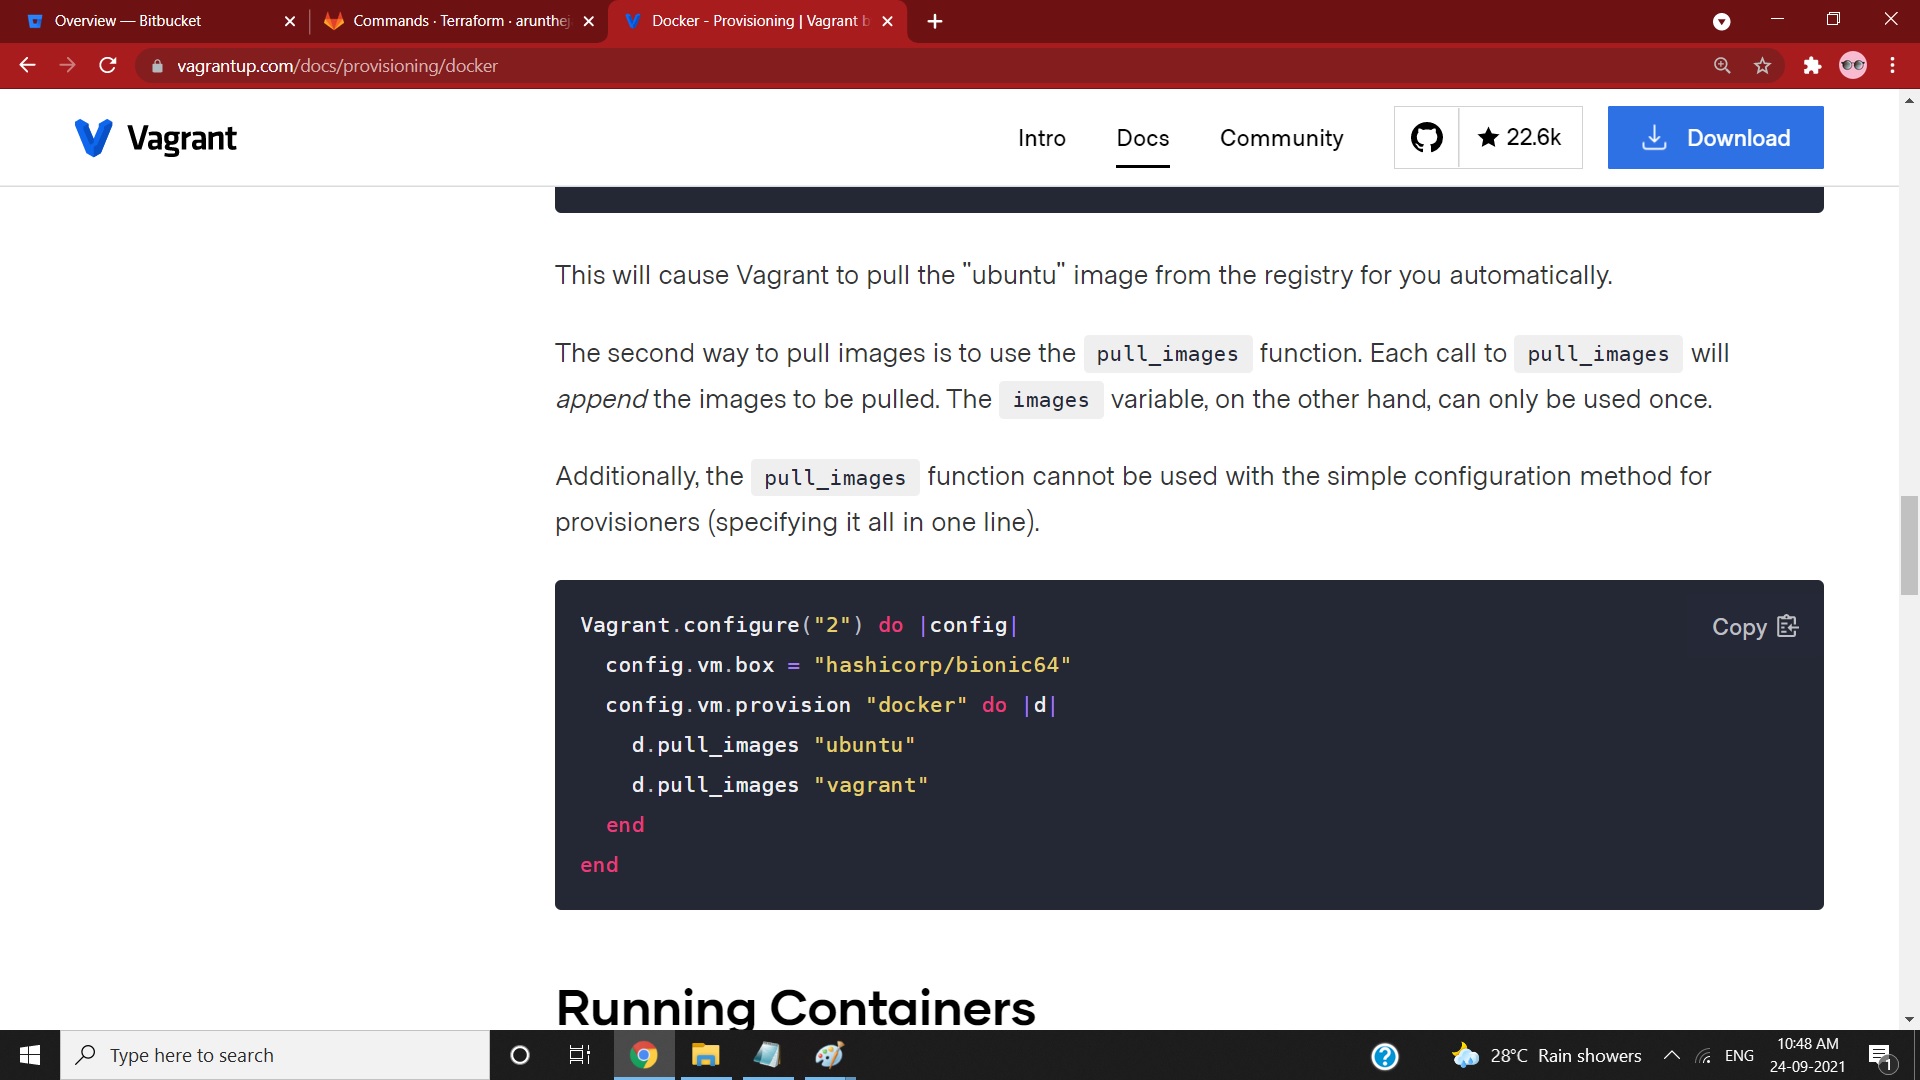 Overview — Bitbucket
Commands · Terraform · arunthej
Docker - Provisioning | Vagrant b
vagrantup.com/docs/provisioning/docker
Vagrant
Intro
Docs
Community
22.6k
Download
This will cause Vagrant to pull the "ubuntu" image from the registry for you automatically.
The second way to pull images is to use the pull_images function. Each call to pull_images will
append the images to be pulled. The images variable, on the other hand, can only be used once.
Additionally, the pull_images function cannot be used with the simple configuration method for
provisioners (specifying it all in one line).
Copy
Vagrant.configure("2") do |config|
  config.vm.box = "hashicorp/bionic64"
  config.vm.provision "docker" do |d|
    d.pull_images "ubuntu"
    d.pull_images "vagrant"
  end
end
Running Containers
Type here to search
28°C Rain showers
ENG
10:48 AM
24-09-2021
1